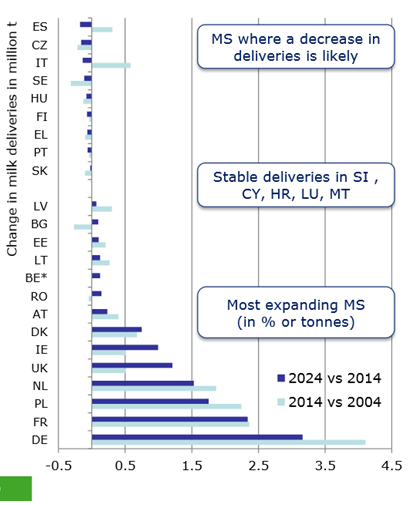 Change in milk deliveries in million t
ES
CZ
IT
SE
HU
FI
EL
PT
SK
LV
BG
EE
LT
BE*
RO
AT
DK
IE
UK
NL
PL
FR
DE
MS where a decrease in
deliveries is likely
Stable deliveries in SI ,
CY, HR, LU, MT
Most expanding MS
(in % or tonnes)
2024 vs 2014
2014 vs 2004
-0.5 0.5 1.5 2.5 3.5 4.5